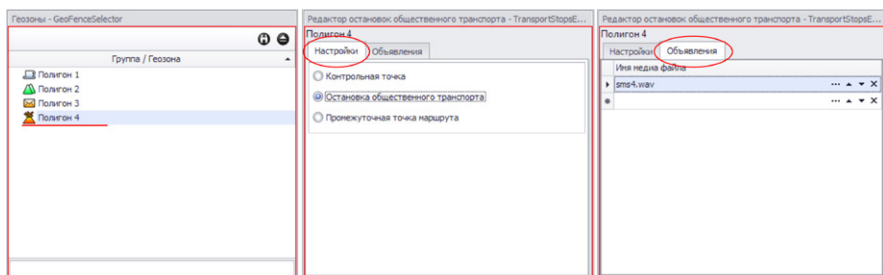 Геозоны - GeoFenceSelector
Группа / Геозона
Полигон 1
Полигон 2
Полигон 3
Полигон 4
Редактор остановок общественного транспорта - TransportStopsE...
Полигон 4
Настройки
Объявления
Контрольная точка
Остановка общественного транспорта
Промежуточная точка маршрута
Редактор остановок общественного транспорта - TransportStopsE...
Полигон 4
Настройки
Объявления
Имя медиа файла
sms4.wav